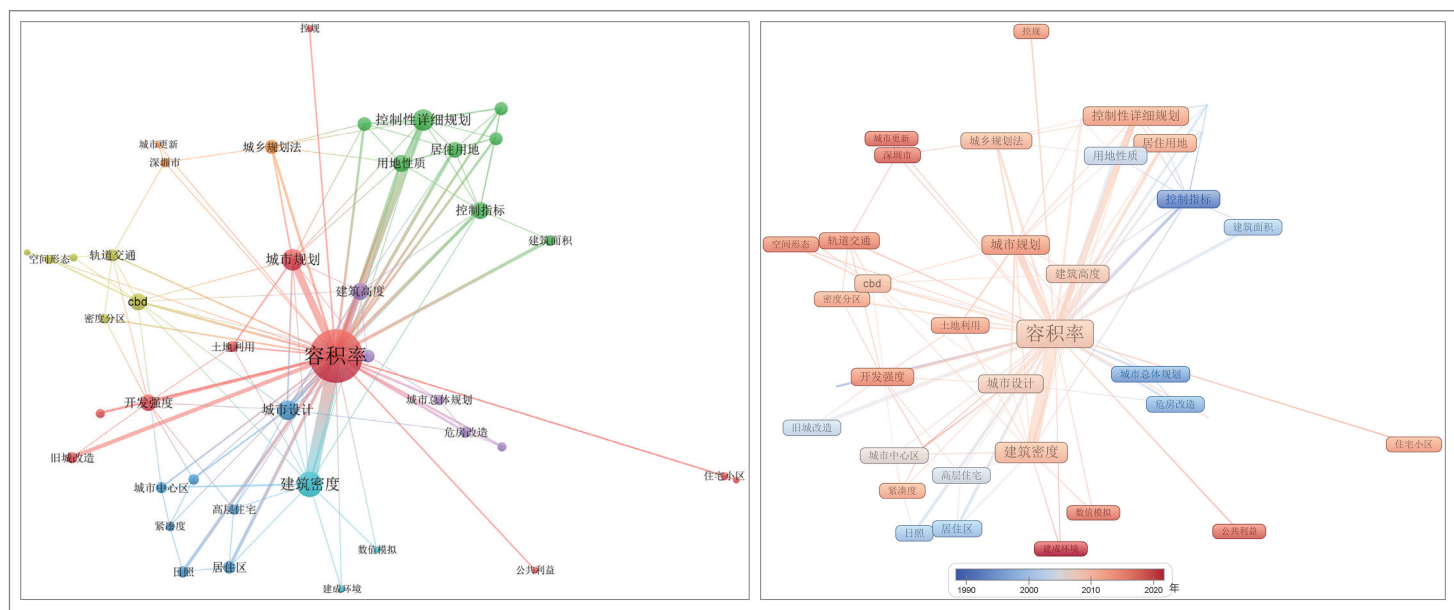 控规
控制性详细规划
城市更新
深圳市
城乡规划法
居住用地
用地性质
控制指标
建筑面积
空间形态
轨道交通
城市规划
建筑高度
cbd
密度分区
土地利用
容积率
开发强度
城市设计
城市总体规划
危房改造
旧城改造
住宅小区
建筑密度
城市中心区
高层住宅
紧凑度
日照
居住区
数值模拟
建成环境
公共利益
控规
控制性详细规划
城市更新
深圳市
城乡规划法
居住用地
用地性质
控制指标
建筑面积
空间形态
轨道交通
城市规划
建筑高度
cbd
密度分区
土地利用
容积率
开发强度
城市设计
城市总体规划
危房改造
旧城改造
住宅小区
建筑密度
城市中心区
高层住宅
紧凑度
日照
居住区
数值模拟
公共利益
建成环境
1990 2000 2010 2020 年